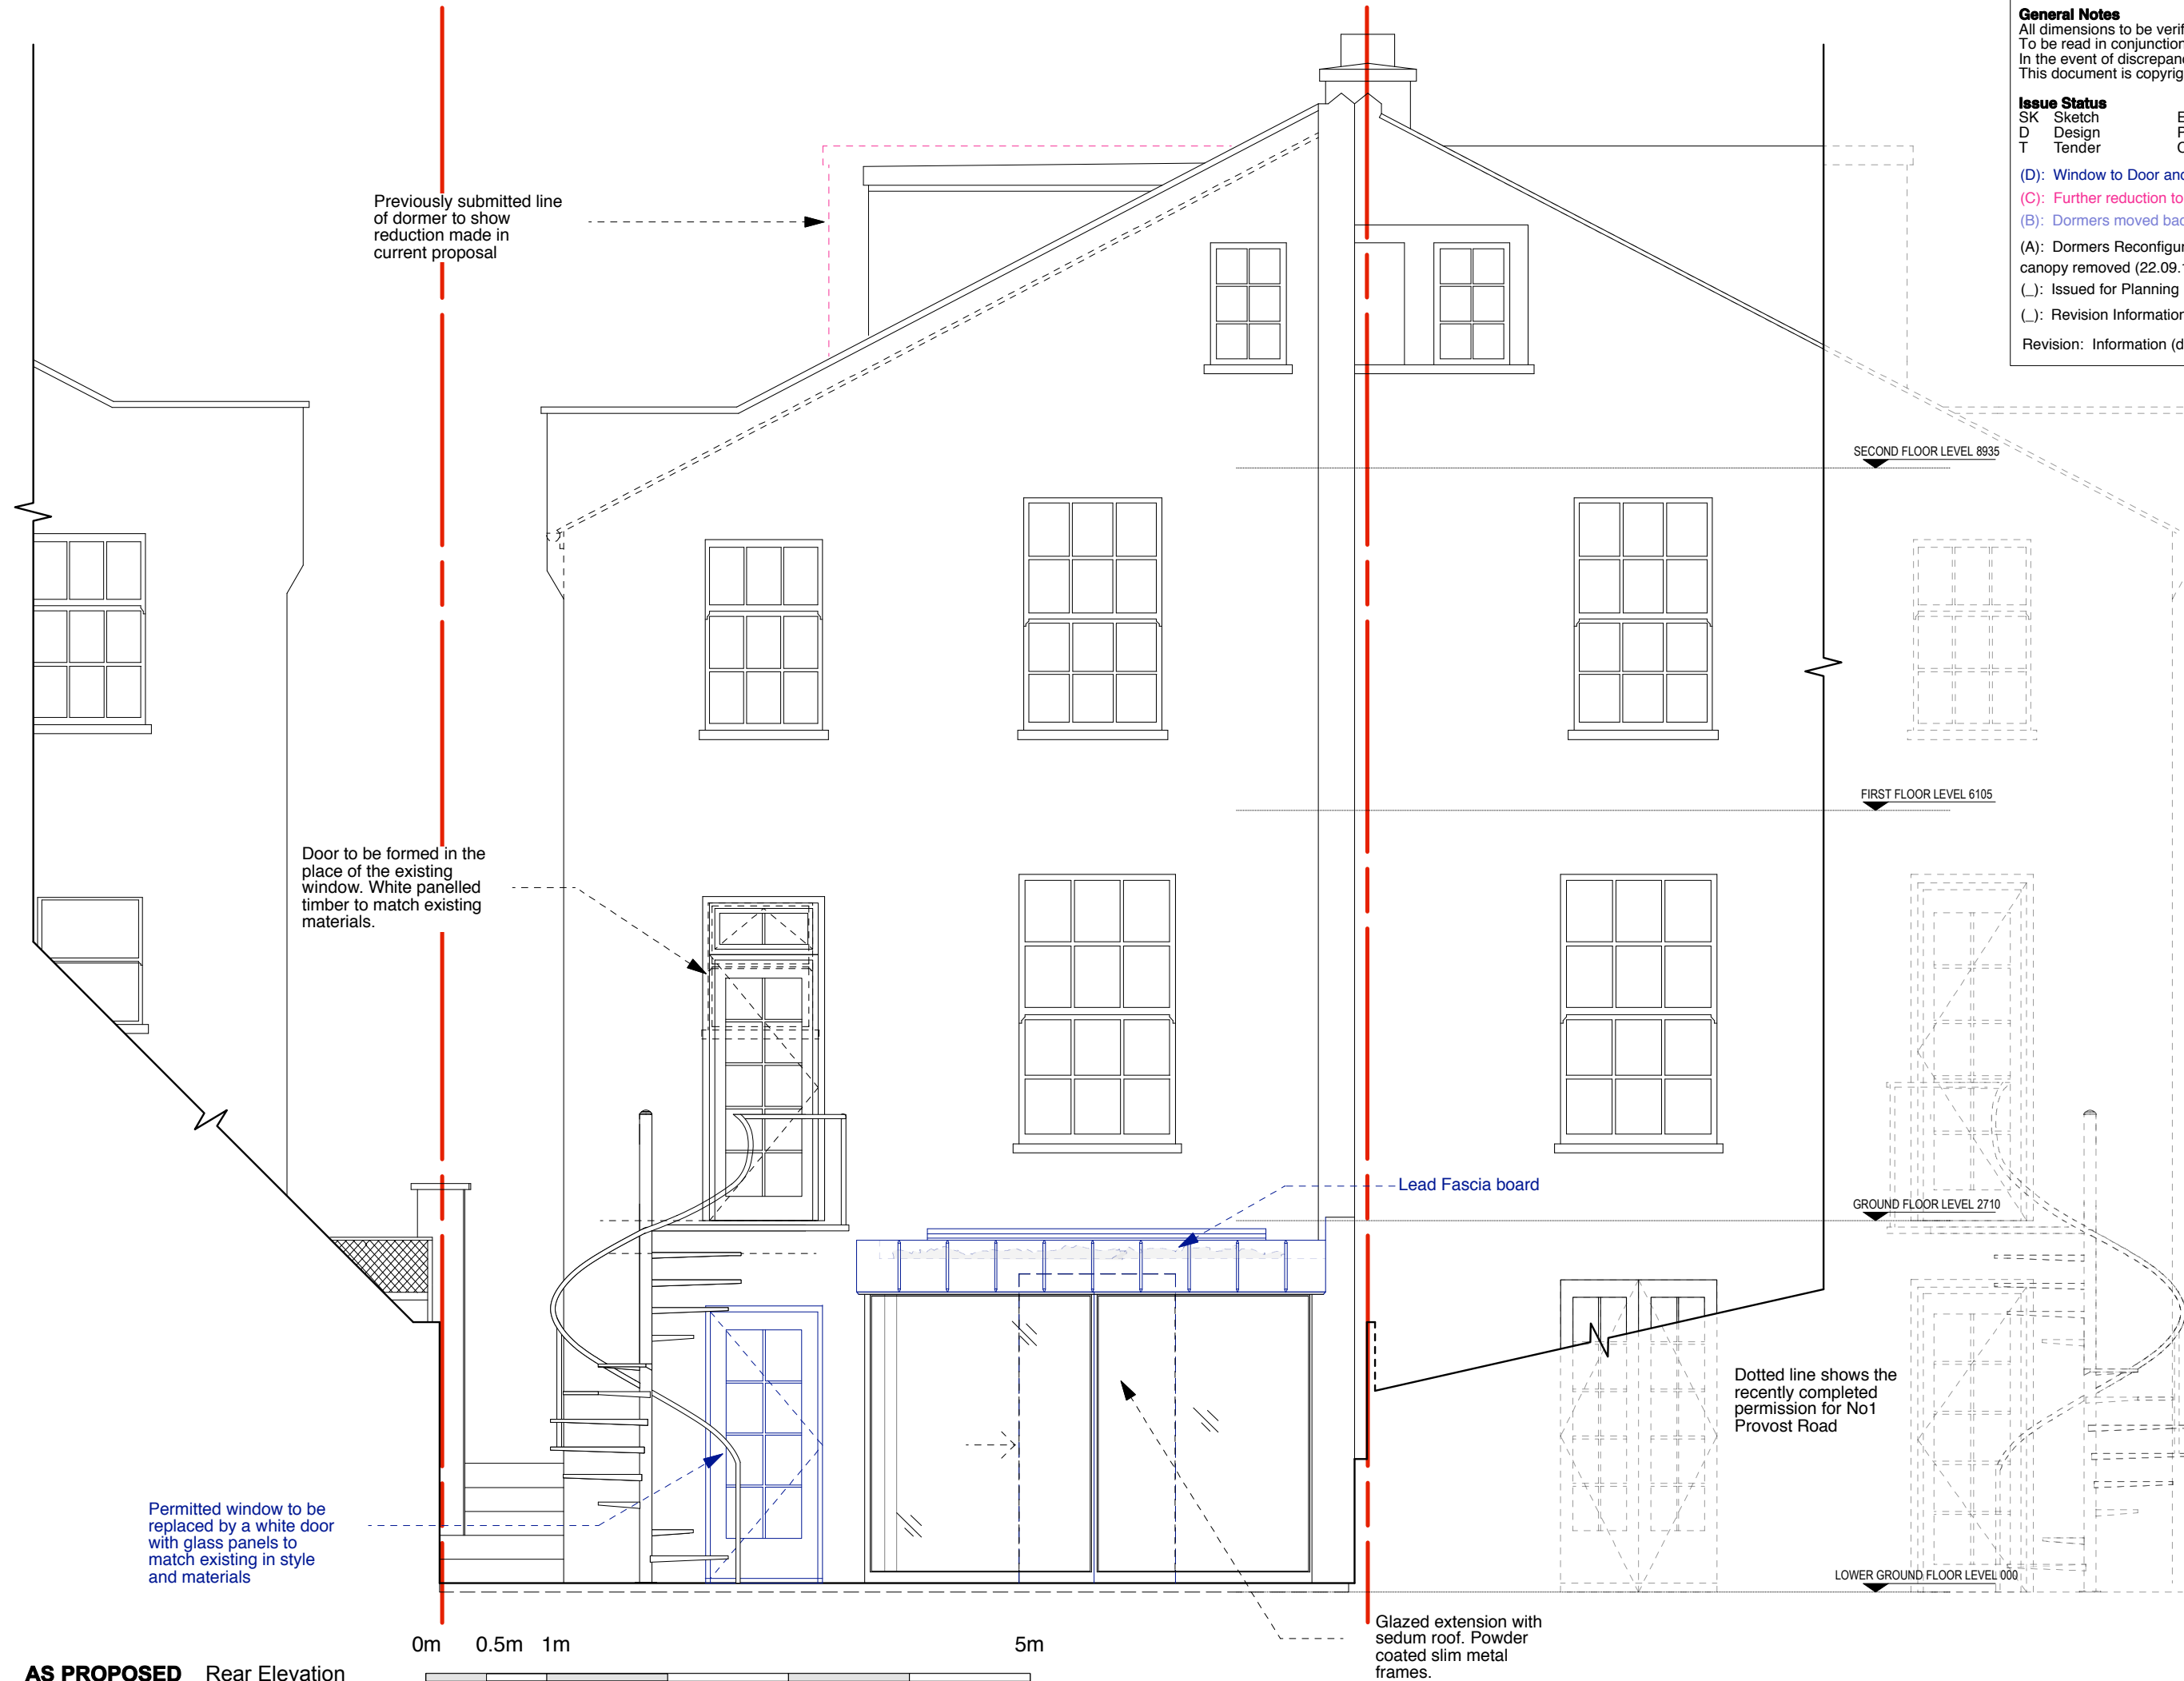 General Notes
All dimensions to be
To be read in conjunction
In the event of
This document is
Issue Status
SK Sketch
D Design
T Tender
(D): Window to Door and
(C): Further reduction to
(B): Dormers moved
(A): Dormers
canopy removed (22.09.
(_): Issued for Planning
(_): Revision Information
Revision: Information
Previously submitted line
of dormer to show
reduction made in
current proposal
SECOND FLOOR LEVEL 8935
FIRST FLOOR LEVEL 6105
Door to be formed in the
place of the existing
window. White panelled
timber to match existing
materials.
Lead Fascia board
GROUND FLOOR LEVEL 2710
Dotted line shows the
recently completed
permission for No1
Provost Road
Permitted window to be
replaced by a white door
with glass panels to
match existing in style
and materials
LOWER GROUND FLOOR LEVEL 000
Glazed extension with
sedum roof. Powder
coated slim metal
frames.
0m 0.5m 1m 5m
AS PROPOSED Rear Elevation